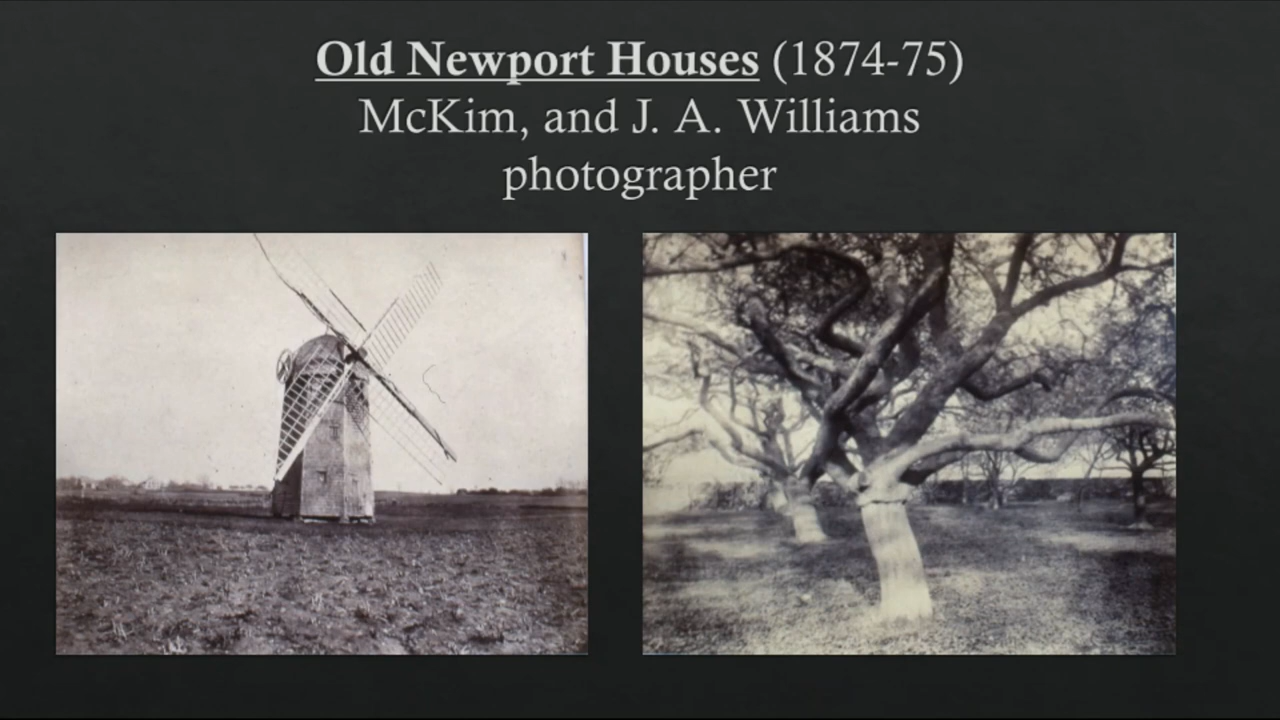 Old Newport Houses (1874-75)
McKim, and J. A. Williams
photographer